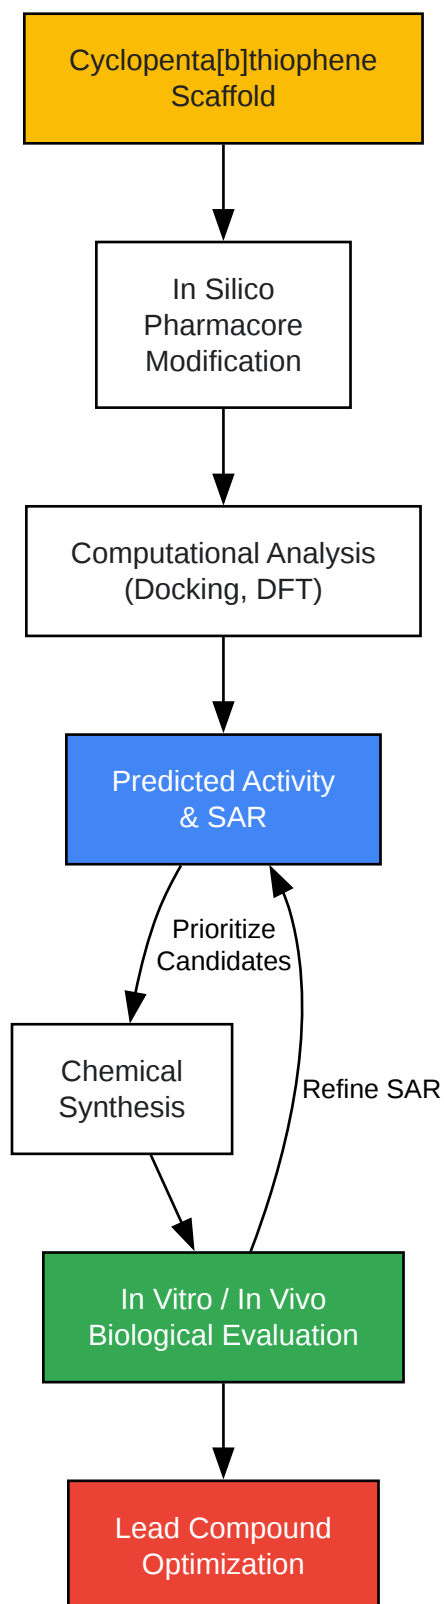 Cyclopenta[b]thiophene
Scaffold
In Silico
Pharmacore
Modification
Computational Analysis
(Docking, DFT)
Predicted Activity
& SAR
Prioritize
Candidates
Chemical
Synthesis
Refine SAR
In Vitro / In Vivo
Biological Evaluation
Lead Compound
Optimization